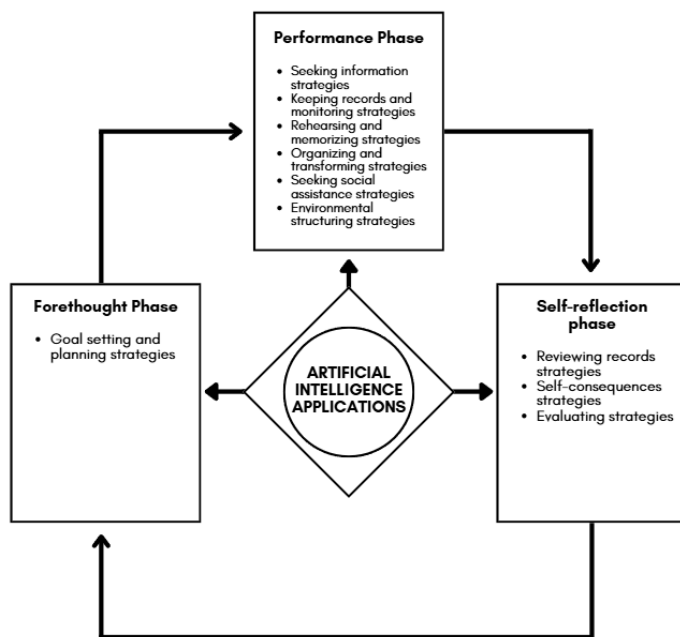 Performance Phase
• Seeking information
strategies
• Keeping records and
monitoring strategies
• Rehearsing and
memorizing strategies
• Organizing and
transforming strategies
• Seeking social
assistance strategies
• Environmental
structuring strategies
Forethought Phase
• Goal setting and
planning strategies
ARTIFICIAL
INTELLIGENCE
APPLICATIONS
Self-reflection
phase
• Reviewing records
strategies
• Self-consequences
strategies
• Evaluating strategies